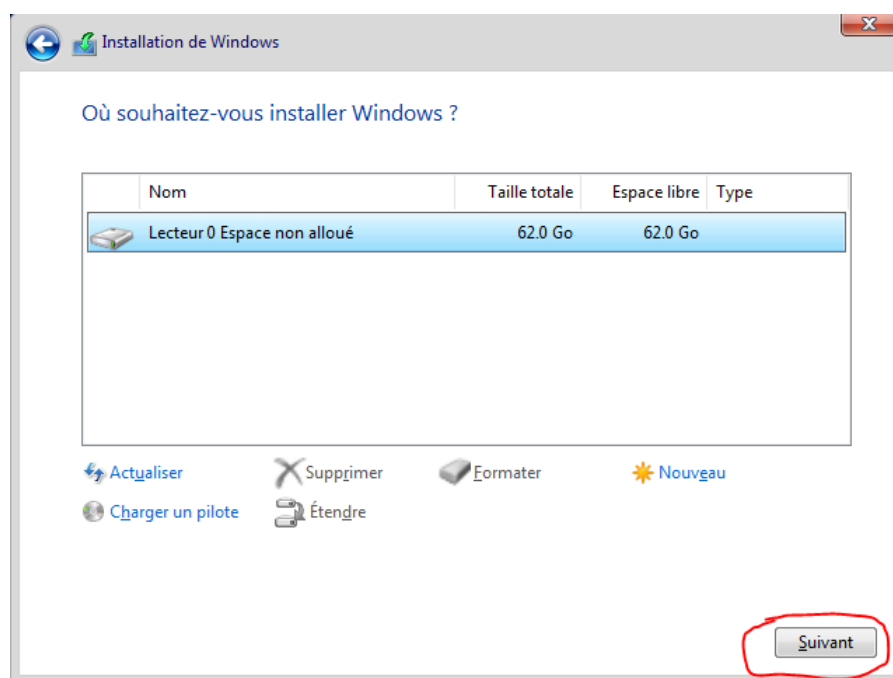 Installation de Windows
Où souhaitez-vous installer Windows ?
Nom Taille totale Espace libre Type
Lecteur 0 Espace non alloué 62.0 Go 62.0 Go
Actualiser Supprimer Formater Nouveau
Charger un pilote Étendre
Suivant